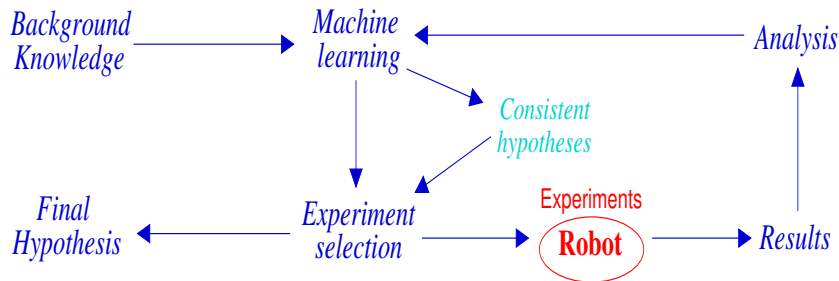 Background
Knowledge
Machine
learning
Analysis
Consistent
hypotheses
Final
Hypothesis
Experiment
selection
Experiments
Robot
Results